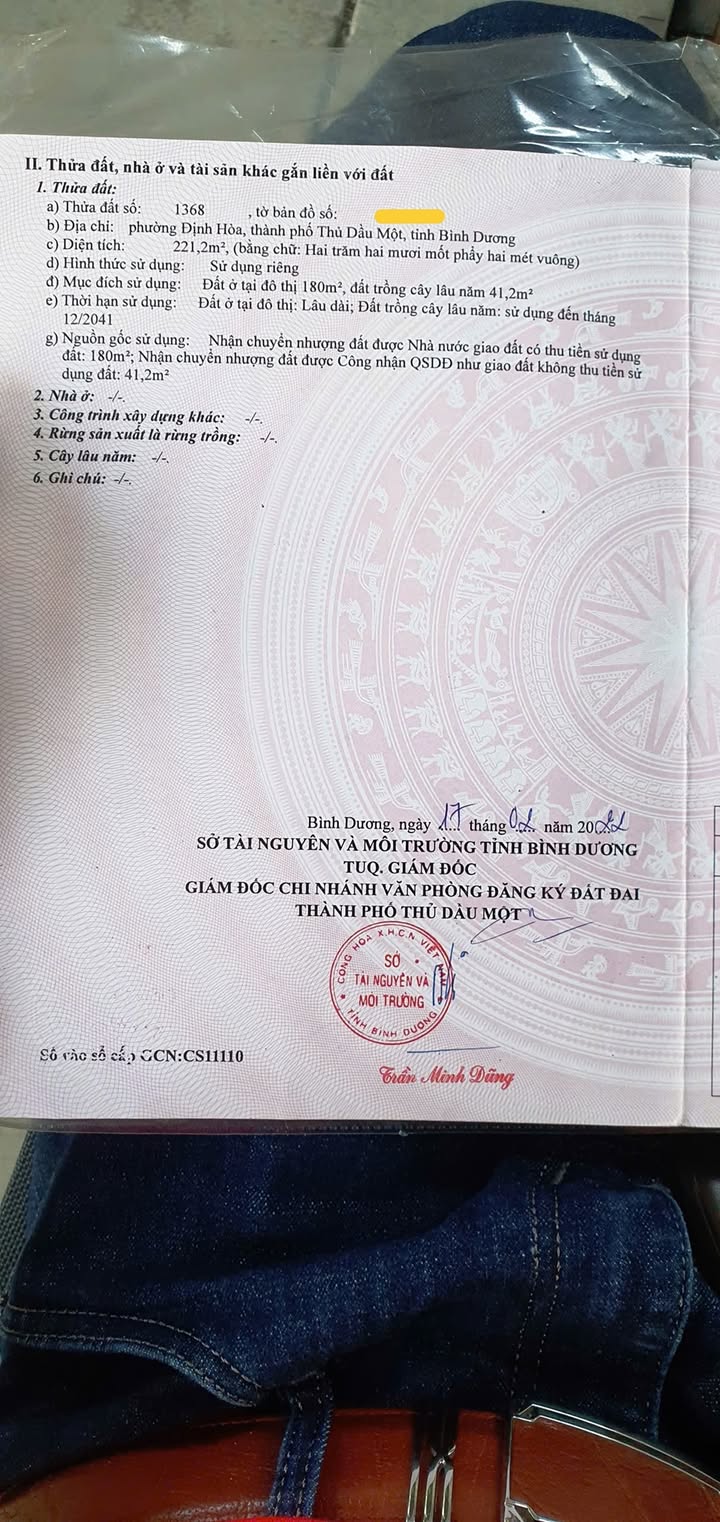 II. Thửa đất, nhà ở và tài sản khác gắn liền với đất
1. Thửa đất:
a) Thửa đất số: 1368 , tờ bản đồ số:
b) Địa chỉ: phường Định Hòa, thành phố Thủ Dầu Một, tỉnh Bình Dương
c) Diện tích: 221,2m², (bằng chữ: Hai trăm hai mươi mốt phẩy hai mét vuông)
d) Hình thức sử dụng: Sử dụng riêng
đ) Mục đích sử dụng: Đất ở tại đô thị 180m², đất trồng cây lâu năm 41,2m²
e) Thời hạn sử dụng: Đất ở tại đô thị: Lâu dài; Đất trồng cây lâu năm: sử dụng đến tháng
12/2041
g) Nguồn gốc sử dụng: Nhận chuyển nhượng đất được Nhà nước giao đất có thu tiền sử dụng
đất: 180m²; Nhận chuyển nhượng đất được Công nhận QSDĐ như giao đất không thu tiền sử
dụng đất: 41,2m²
2. Nhà ở: -/-.
3. Công trình xây dựng khác: -/-.
4. Rừng sản xuất là rừng trồng: -/-.
5. Cây lâu năm: -/-.
6. Ghi chú: -/-.
Bình Dương, ngày 17 tháng 02 năm 2022
SỞ TÀI NGUYÊN VÀ MÔI TRƯỜNG TỈNH BÌNH DƯƠNG
TUQ. GIÁM ĐỐC
GIÁM ĐỐC CHI NHÁNH VĂN PHÒNG ĐĂNG KÝ ĐẤT ĐAI
THÀNH PHỐ THỦ DẦU MỘT
CỘNG HÒA X.H.C.N VIỆT NAM
SỞ
TÀI NGUYÊN VÀ
MÔI TRƯỜNG
TỈNH BÌNH DƯƠNG
Số vào sổ cấp GCN:CS11110
Trần Minh Dũng